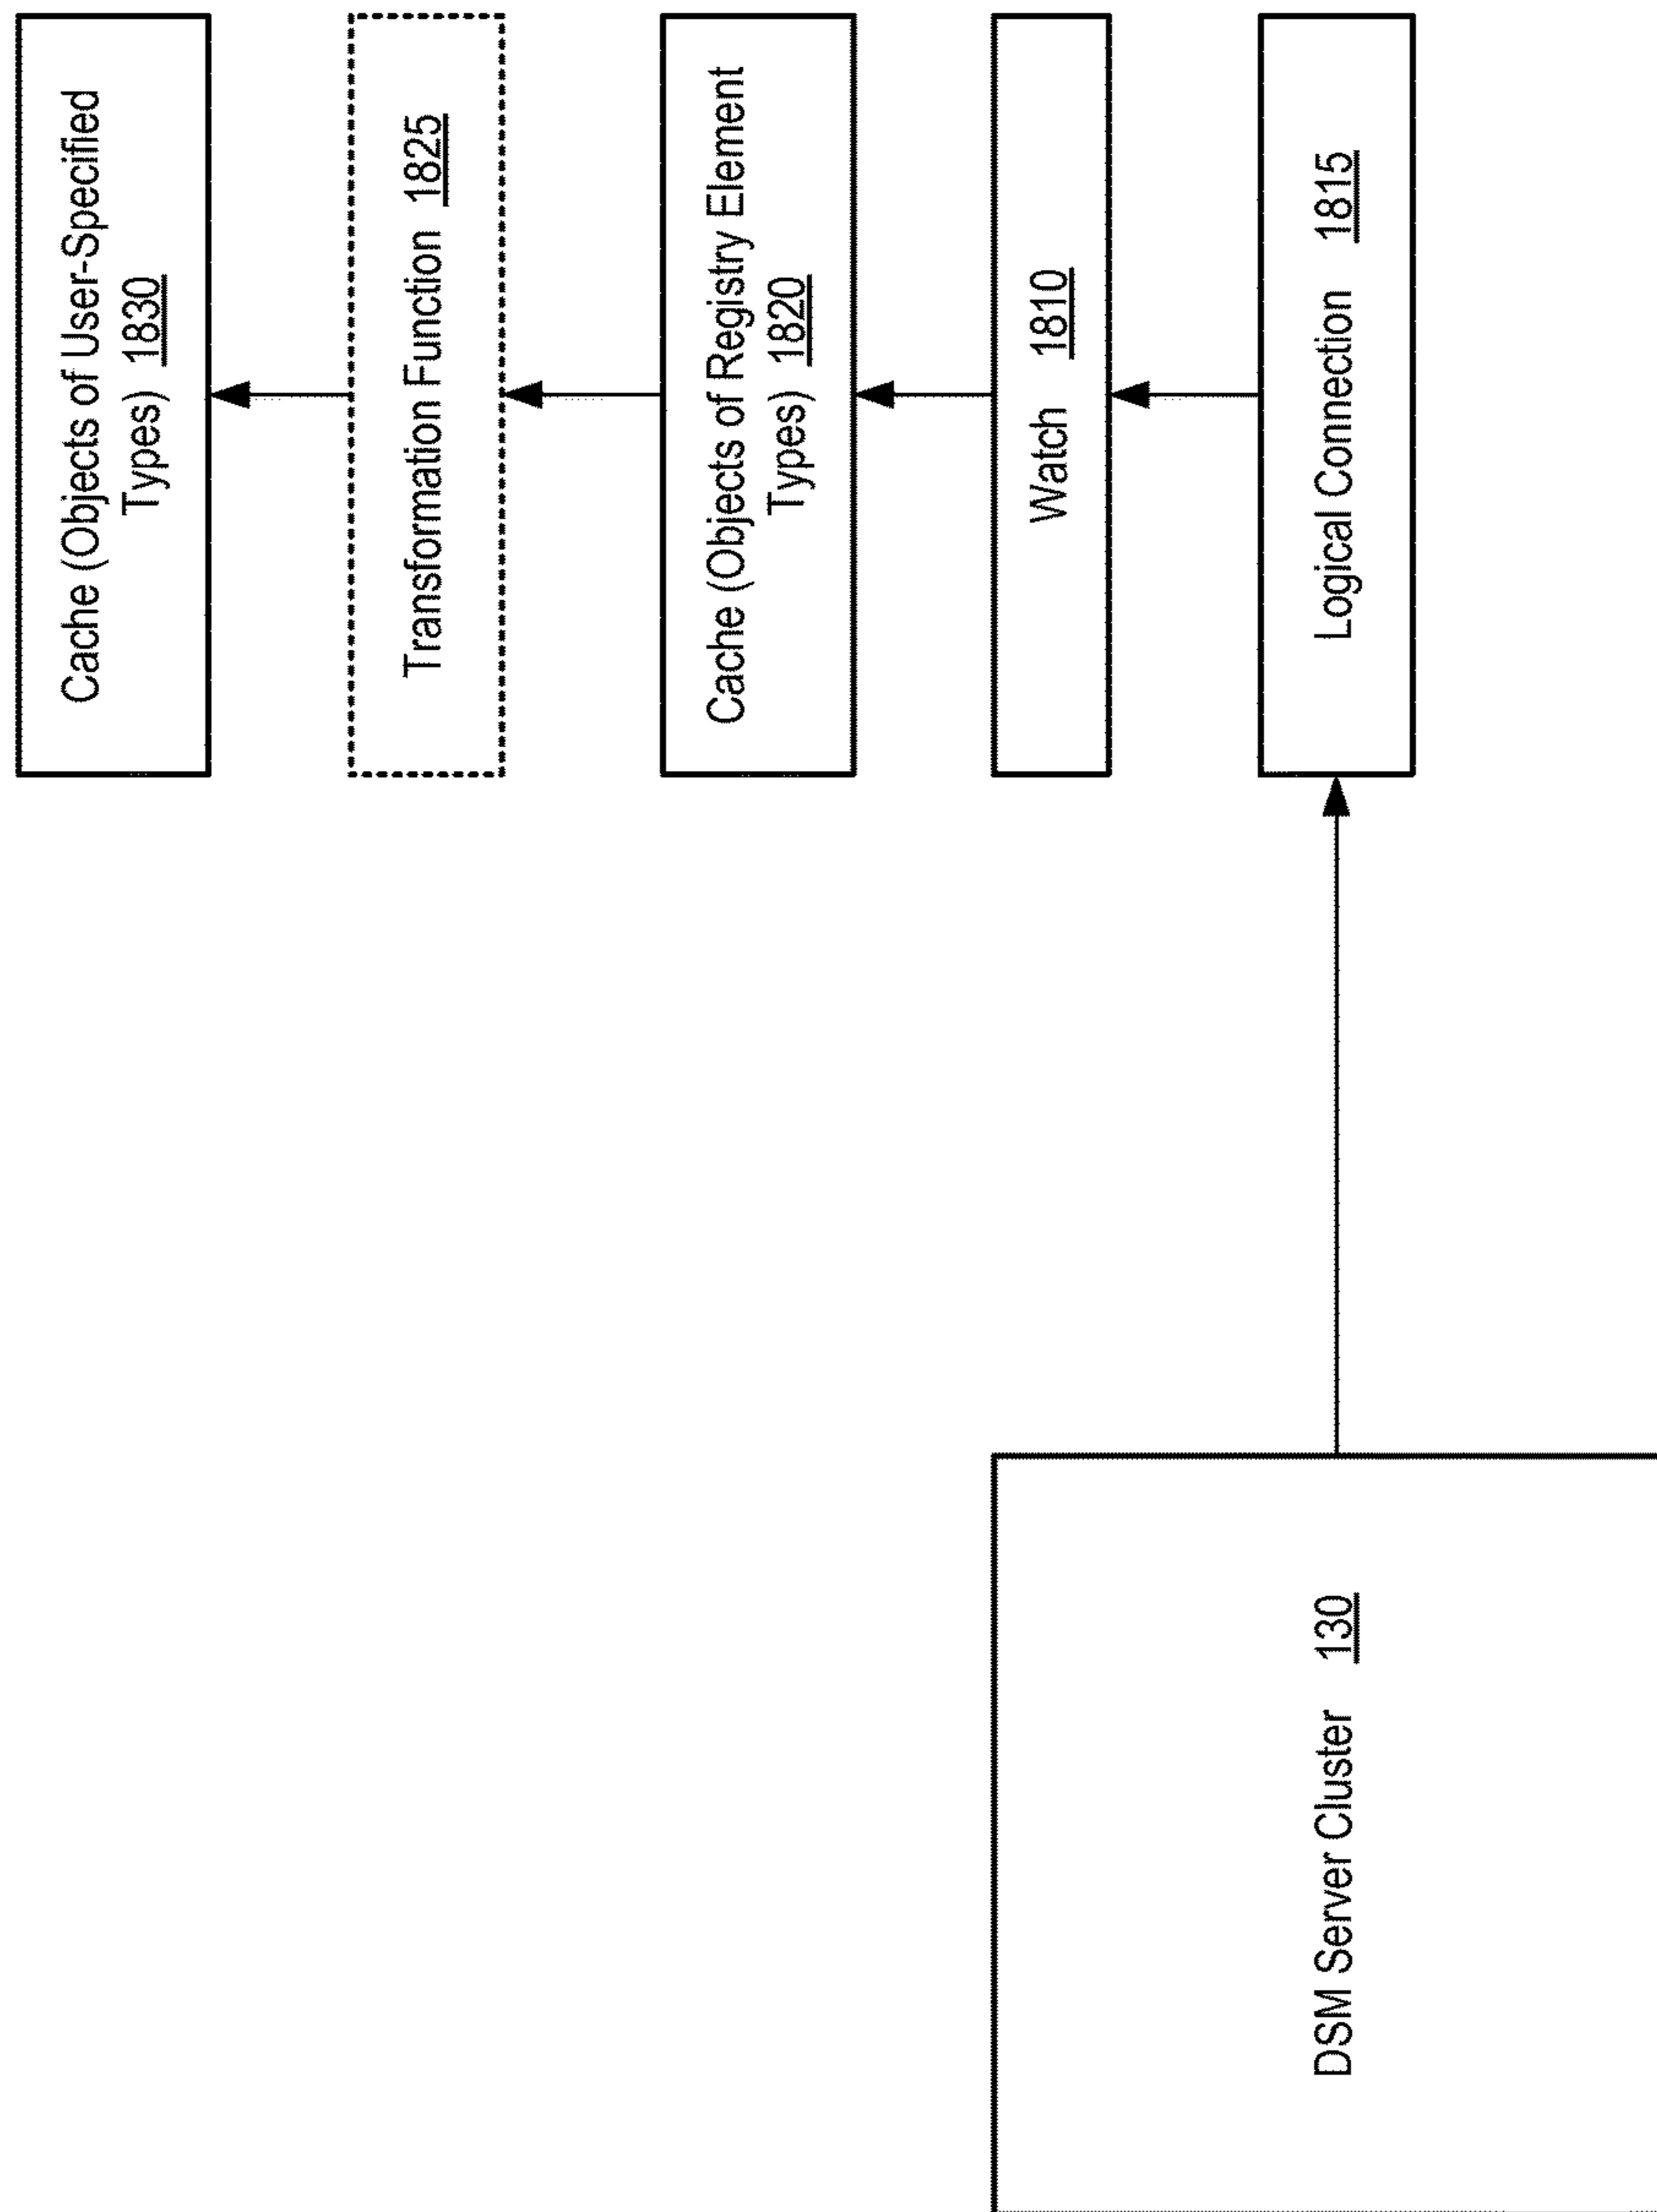 Cache (Objects of User-Specified
Types) 1830
Transformation Function 1825
Cache (Objects of Registry Element
Types) 1820
Watch 1810
Logical Connection 1815
DSM Server Cluster 130